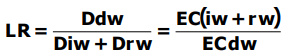 LR = Ddw / Diw + Drw = EC(iw + rw) / ECdw